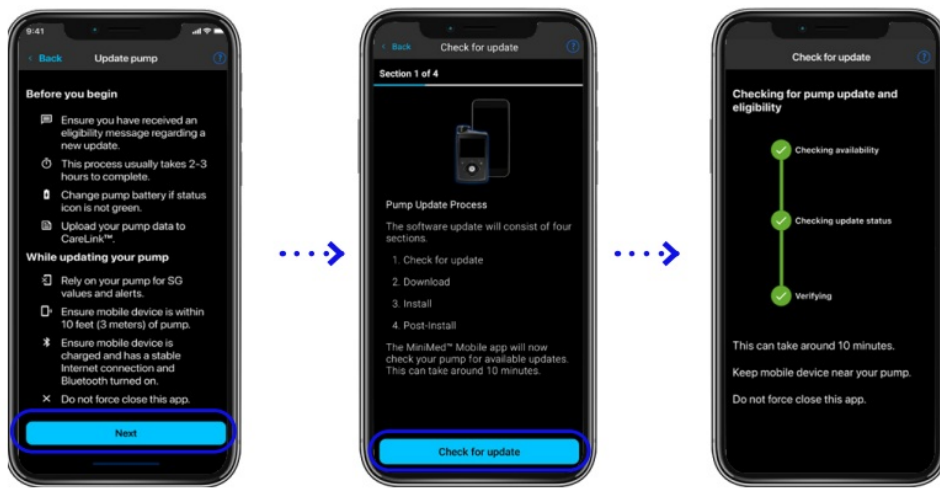 9:41
< Back Update pump ?
Before you begin
Ensure you have received an
eligibility message regarding a
new update.
This process usually takes 2-3
hours to complete.
Change pump battery if status
icon is not green.
Upload your pump data to
CareLink™.
While updating your pump
Rely on your pump for SG
values and alerts.
Ensure mobile device is within
10 feet (3 meters) of pump.
Ensure mobile device is
charged and has a stable
Internet connection and
Bluetooth turned on.
× Do not force close this app.
Next
< Back Check for update ?
Section 1 of 4
Pump Update Process
The software update will consist of four
sections.
1. Check for update
2. Download
3. Install
4. Post-Install
The MiniMed™ Mobile app will now
check your pump for available updates.
This can take around 10 minutes.
Check for update
Check for update ?
Checking for pump update and
eligibility
Checking availability
Checking update status
Verifying
This can take around 10 minutes.
Keep mobile device near your pump.
Do not force close this app.